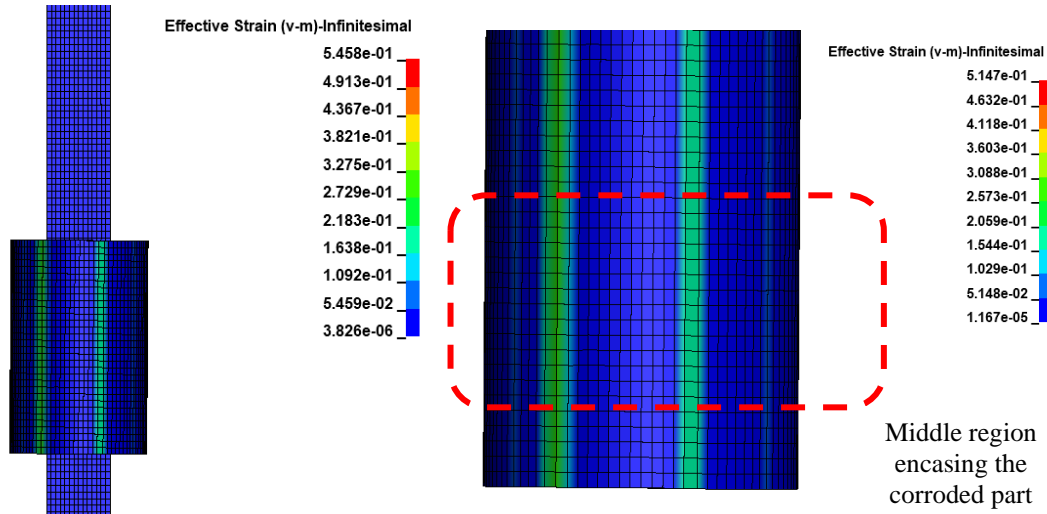 Effective Strain (v-m)-Infinitesimal
5.458e-01
4.913e-01
4.367e-01
3.821e-01
3.275e-01
2.729e-01
2.183e-01
1.638e-01
1.092e-01
5.459e-02
3.826e-06
Effective Strain (v-m)-Infinitesimal
5.147e-01
4.632e-01
4.118e-01
3.603e-01
3.088e-01
2.573e-01
2.059e-01
1.544e-01
1.029e-01
5.148e-02
1.167e-05
Middle region
encasing the
corroded part